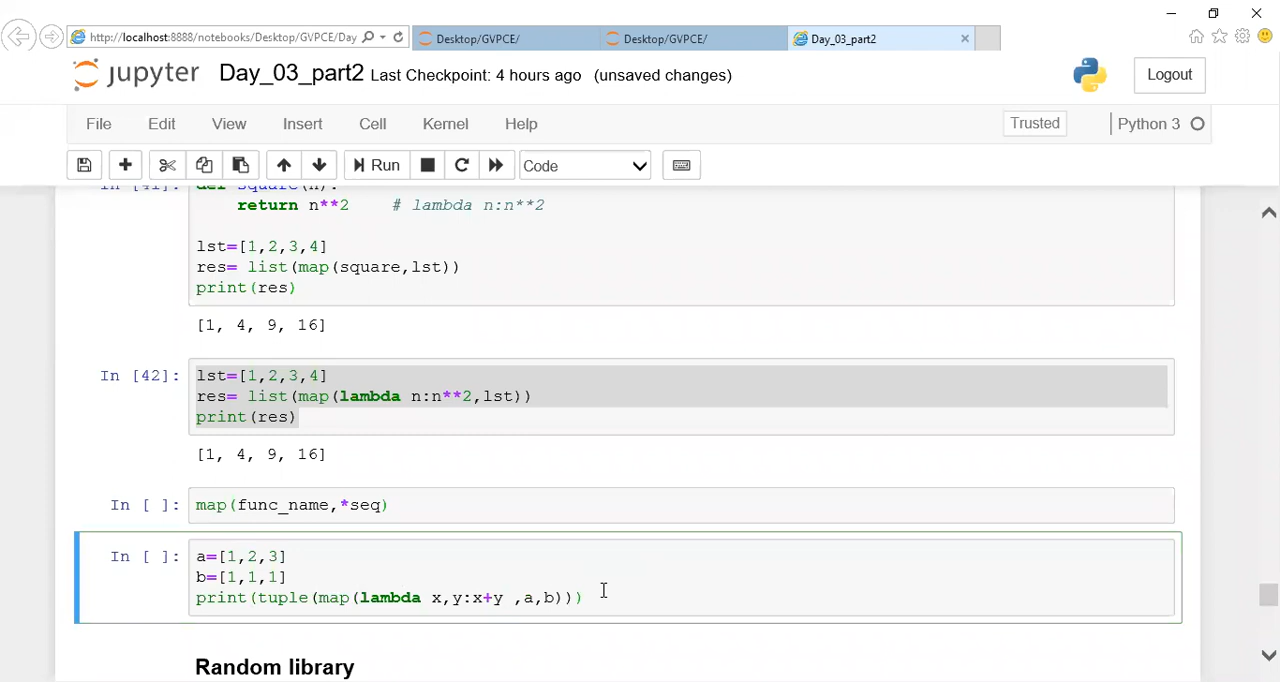 http://localhost:8888/notebooks/Desktop/GVPCE/Day
Desktop/GVPCE/
Desktop/GVPCE/
Day_03_part2
jupyter Day_03_part2 Last Checkpoint: 4 hours ago (unsaved changes)
Logout
File Edit View Insert Cell Kernel Help
Trusted
Python 3
Run
Code
In [41]: def square(n):
return n**2 # lambda n:n**2
lst=[1,2,3,4]
res= list(map(square,lst))
print(res)
[1, 4, 9, 16]
In [42]: lst=[1,2,3,4]
res= list(map(lambda n:n**2,lst))
print(res)
[1, 4, 9, 16]
In [ ]: map(func_name,*seq)
In [ ]: a=[1,2,3]
b=[1,1,1]
print(tuple(map(lambda x,y:x+y ,a,b)))
Random library